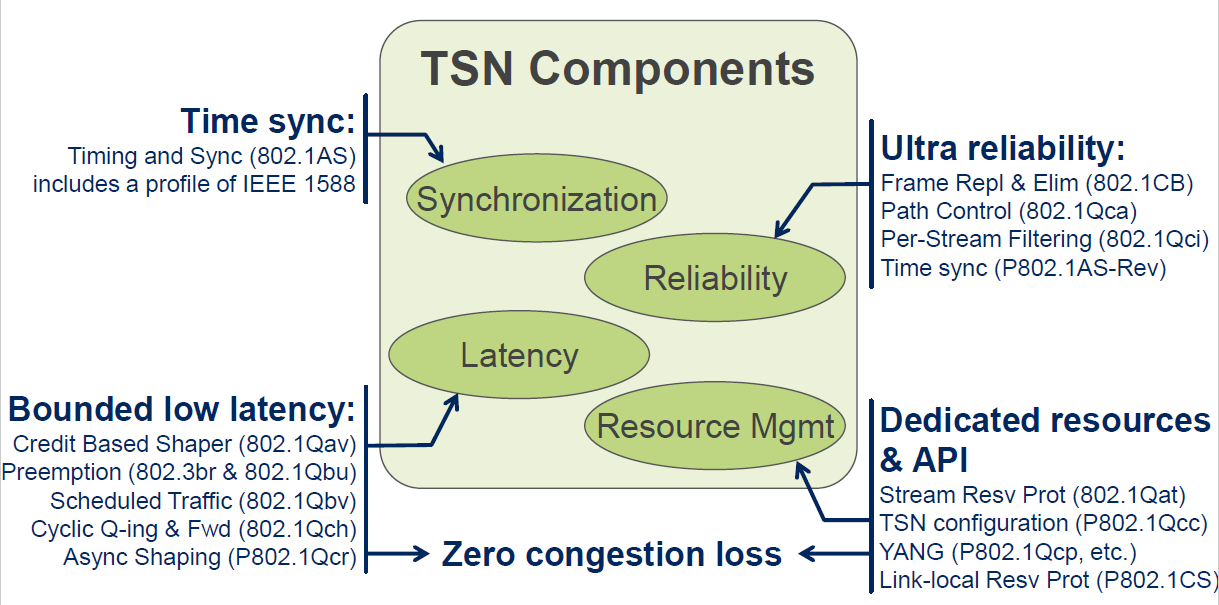 TSN Components
Time sync:
Timing and Sync (802.1AS)
includes a profile of IEEE 1588
Synchronization
Ultra reliability:
Frame Repl & Elim (802.1CB)
Path Control (802.1Qca)
Per-Stream Filtering (802.1Qci)
Time sync (P802.1AS-Rev)
Reliability
Latency
Bounded low latency:
Credit Based Shaper (802.1Qav)
Preemption (802.3br & 802.1Qbu)
Scheduled Traffic (802.1Qbv)
Cyclic Q-ing & Fwd (802.1Qch)
Async Shaping (P802.1Qcr)
Resource Mgmt
Dedicated resources
& API
Stream Resv Prot (802.1Qat)
TSN configuration (P802.1Qcc)
YANG (P802.1Qcp, etc.)
Link-local Resv Prot (P802.1CS)
Zero congestion loss